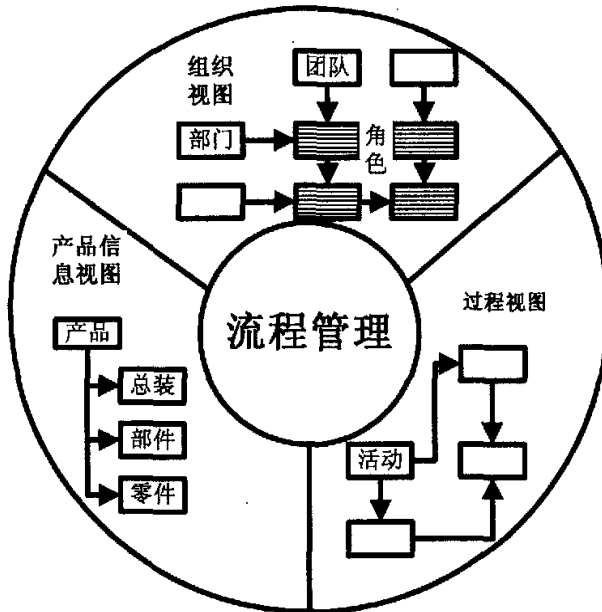 组织
视图
团队
部门
角
色
产品信
息视图
产品
总装
部件
零件
流程管理
过程视图
活动